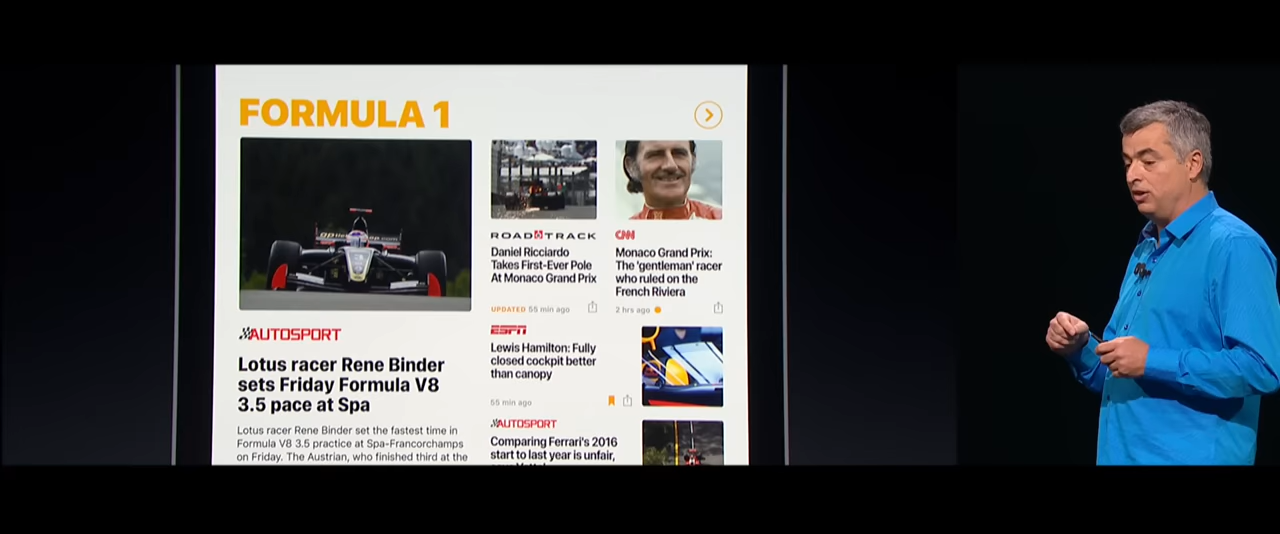 FORMULA 1
AUTOSPORT
Lotus racer Rene Binder
sets Friday Formula V8
3.5 pace at Spa
Lotus racer Rene Binder set the fastest time in
Formula V8 3.5 practice at Spa-Francorchamps
on Friday. The Austrian, who finished third at the
ROAD & TRACK
Daniel Ricciardo
Takes First-Ever Pole
At Monaco Grand Prix
UPDATED 55 min ago
CNN
Monaco Grand Prix:
The 'gentleman' racer
who ruled on the
French Riviera
2 hrs ago
ESPN
Lewis Hamilton: Fully
closed cockpit better
than canopy
55 min ago
AUTOSPORT
Comparing Ferrari's 2016
start to last year is unfair,